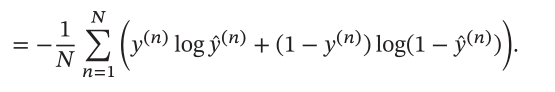 = -\frac{1}{N} \sum_{n=1}^{N} \left( y^{(n)} \log \hat{y}^{(n)} + (1 - y^{(n)}) \log(1 - \hat{y}^{(n)}) \right).